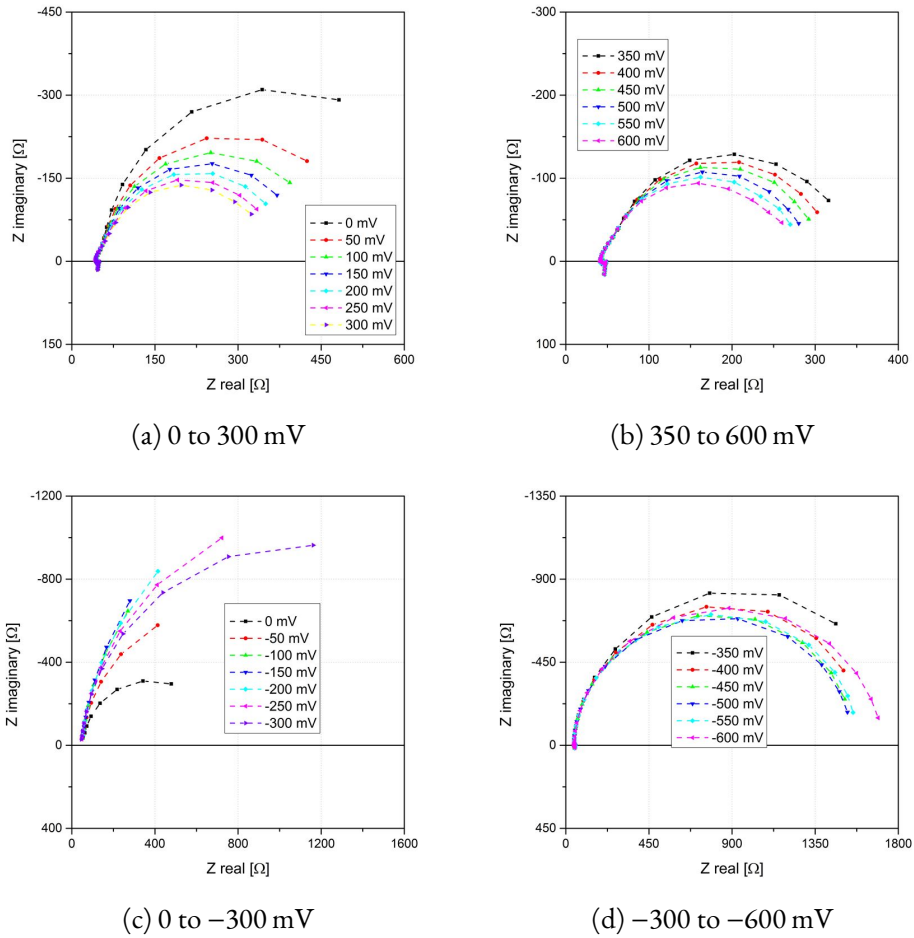 -450
-300
-150
0
150
Z imaginary [Ω]
0 mV
50 mV
100 mV
150 mV
200 mV
250 mV
300 mV
0 150 300 450 600
Z real [Ω]
(a) 0 to 300 mV
-300
-200
-100
0
100
Z imaginary [Ω]
350 mV
400 mV
450 mV
500 mV
550 mV
600 mV
0 100 200 300 400
Z real [Ω]
(b) 350 to 600 mV
-1200
-800
-400
0
400
Z imaginary [Ω]
0 mV
-50 mV
-100 mV
-150 mV
-200 mV
-250 mV
-300 mV
0 400 800 1200 1600
Z real [Ω]
(c) 0 to −300 mV
-1350
-900
-450
0
450
Z imaginary [Ω]
-350 mV
-400 mV
-450 mV
-500 mV
-550 mV
-600 mV
0 450 900 1350 1800
Z real [Ω]
(d) −300 to −600 mV